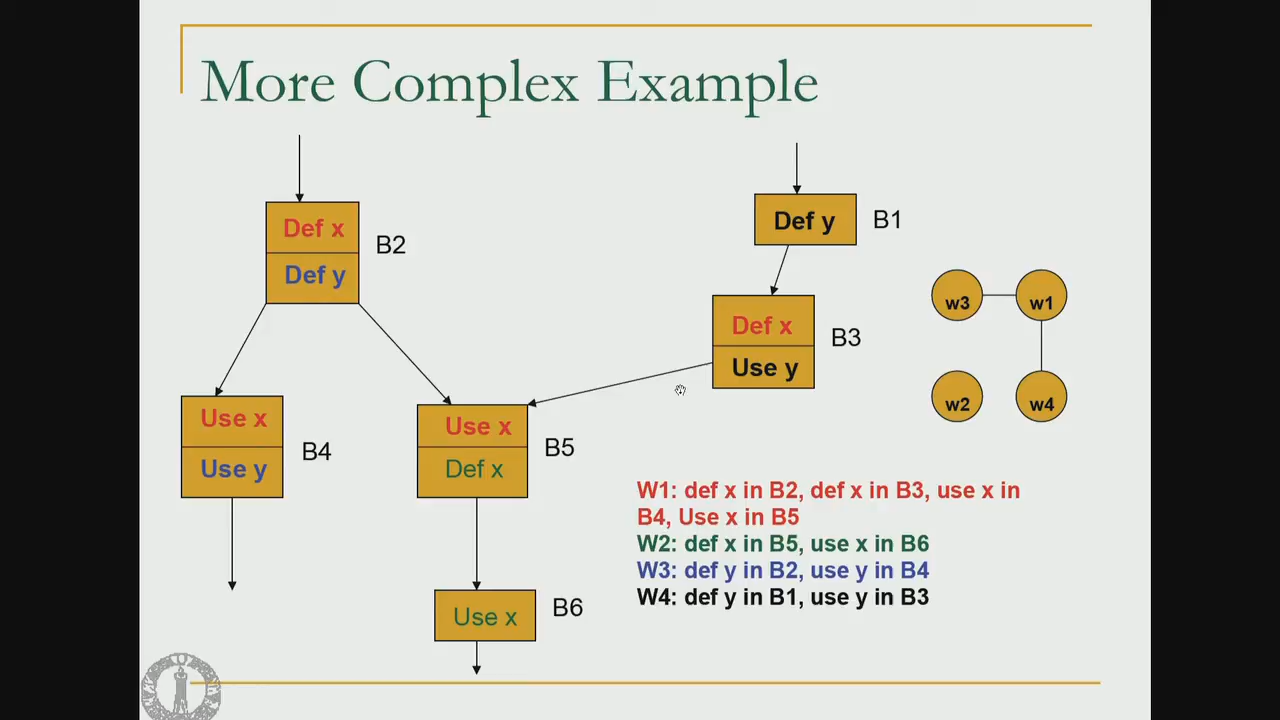 More Complex Example
Def x
Def y
B2
Def y
B1
Def x
Use y
B3
w3
w1
w2
w4
Use x
Use y
B4
Use x
Def x
B5
W1: def x in B2, def x in B3, use x in
B4, Use x in B5
W2: def x in B5, use x in B6
W3: def y in B2, use y in B4
W4: def y in B1, use y in B3
Use x
B6